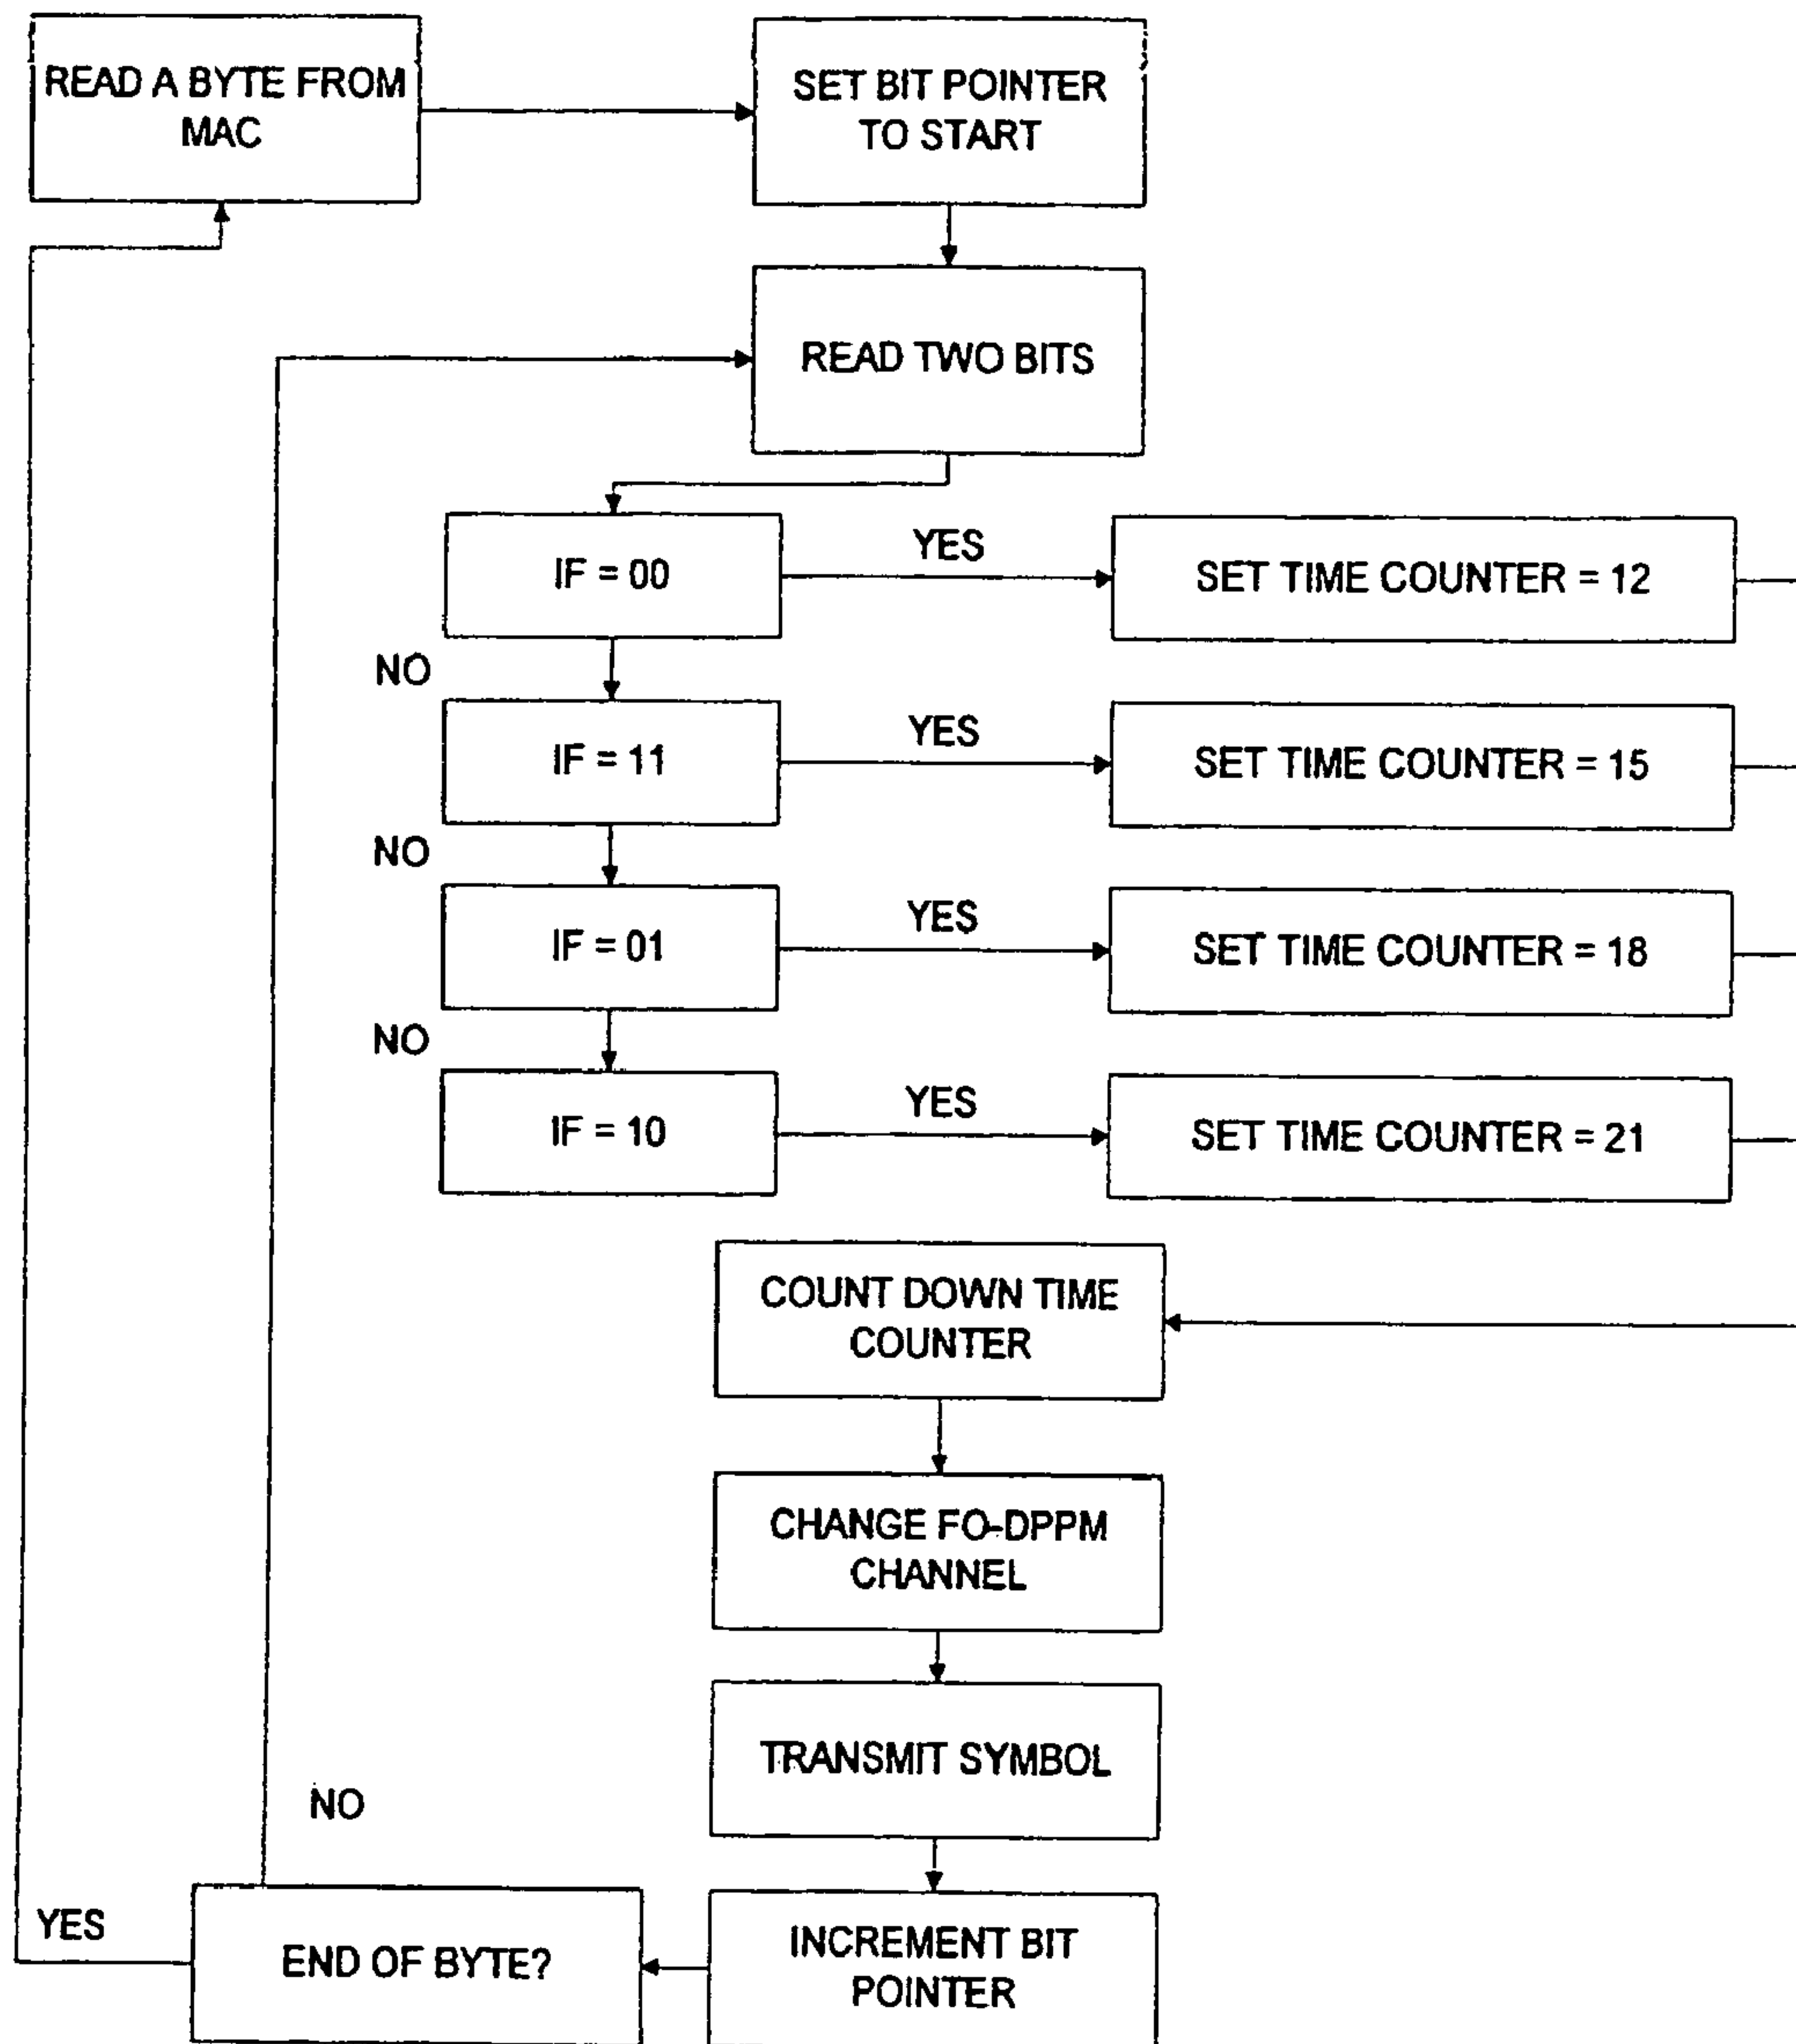 READ A BYTE FROM
MAC
SET BIT POINTER
TO START
READ TWO BITS
IF = 00
YES
SET TIME COUNTER = 12
NO
IF = 11
YES
SET TIME COUNTER = 15
NO
IF = 01
YES
SET TIME COUNTER = 18
NO
IF = 10
YES
SET TIME COUNTER = 21
COUNT DOWN TIME
COUNTER
CHANGE FO-DPPM
CHANNEL
TRANSMIT SYMBOL
NO
INCREMENT BIT
POINTER
END OF BYTE?
YES